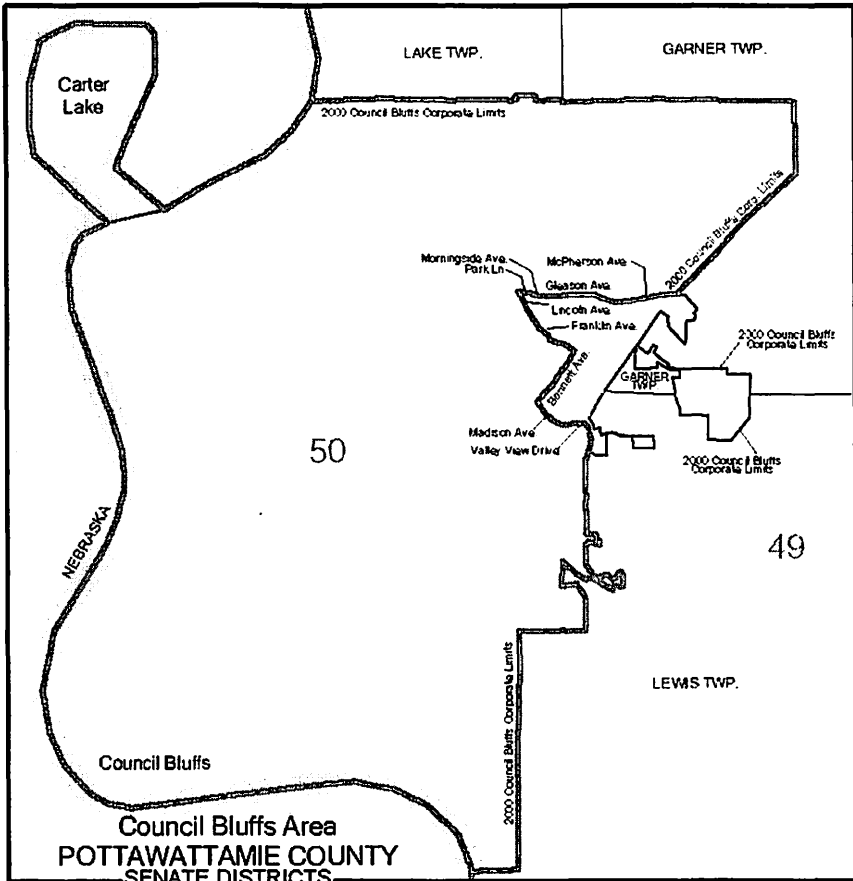 LAKE TWP.
GARNER TWP.
Carter
Lake
2000 Council Bluffs Corporate Limits
2000 Council Bluffs Corp. Limits
Morningside Ave.
Park Ln
McPherson Ave.
Gleason Ave.
Lincoln Ave.
Franklin Ave.
2000 Council Bluffs
Corporate Limits
GARNER
TWP.
Bennett Ave.
Madison Ave
Valley View Drive
2000 Council Bluffs
Corporate Limits
50
49
NEBRASKA
LEWIS TWP.
2000 Council Bluffs Corporate Limits
Council Bluffs
Council Bluffs Area
POTTAWATTAMIE COUNTY
SENATE DISTRICTS